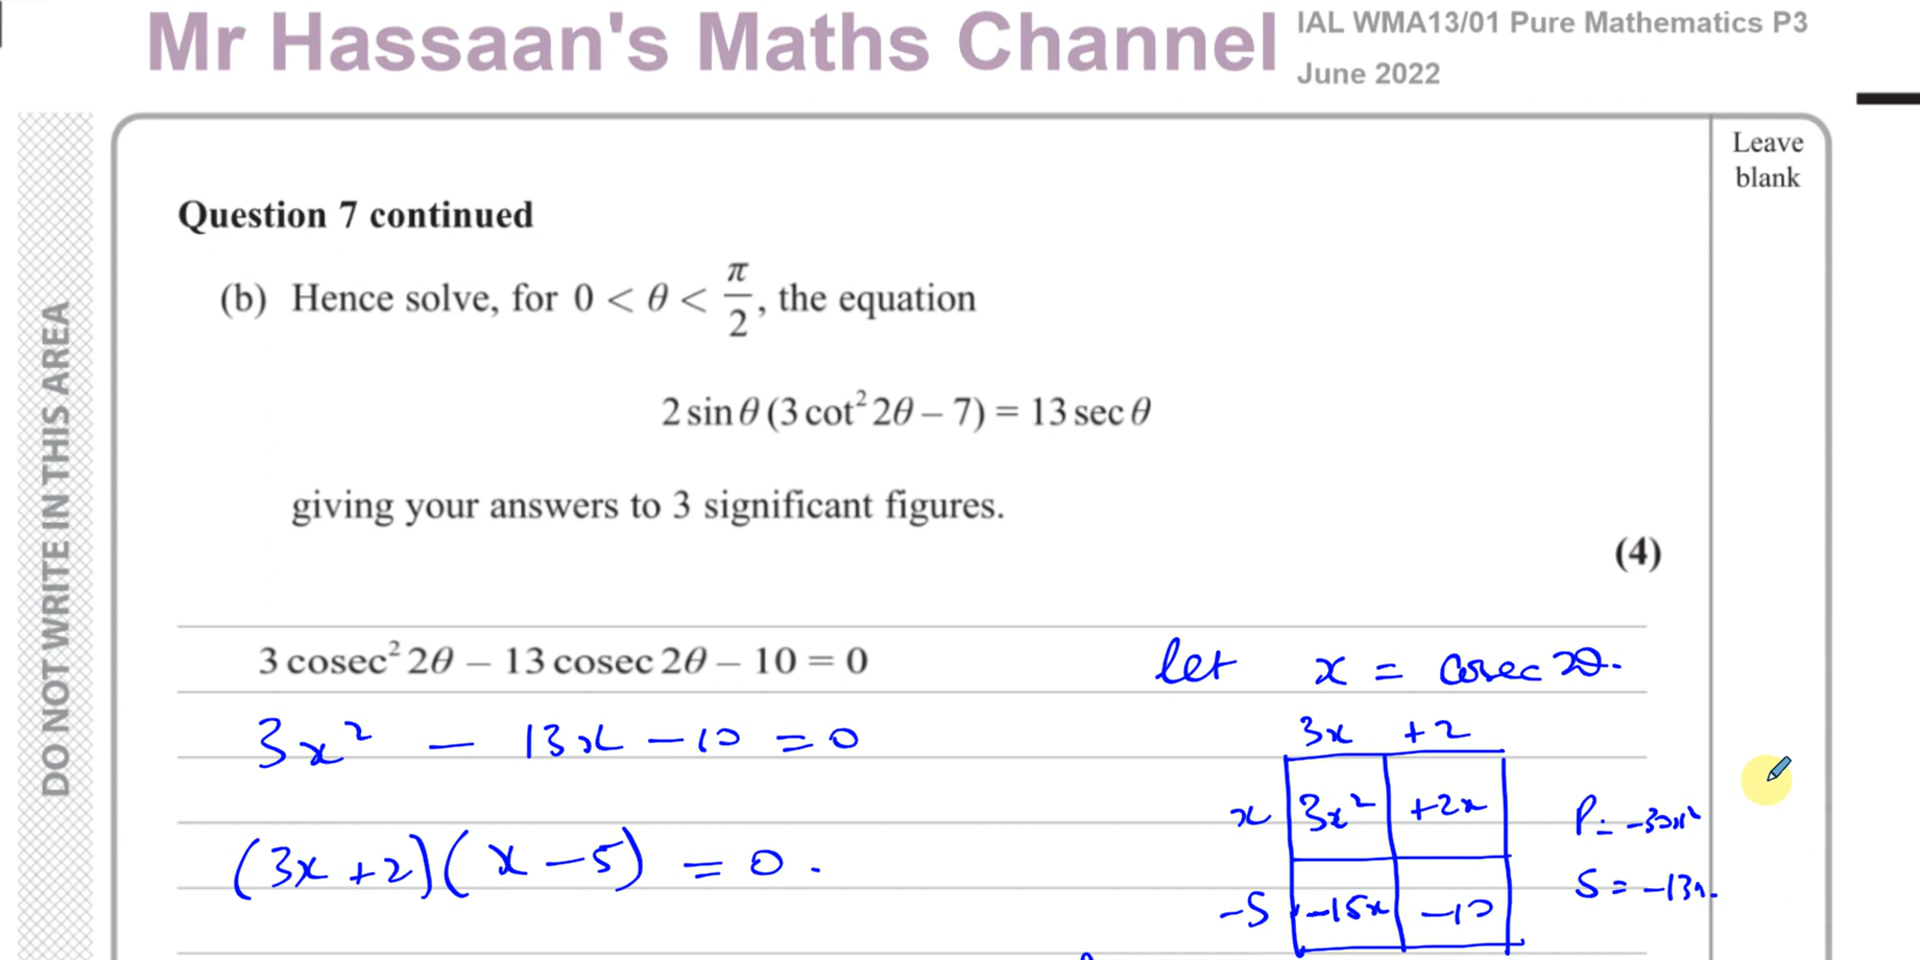 Mr Hassaan's Maths Channel
IAL WMA13/01 Pure Mathematics P3
June 2022
Leave
blank
DO NOT WRITE IN THIS AREA
Question 7 continued
(b) Hence solve, for 0 < θ < π/2, the equation
2 sin θ (3 cot² 2θ – 7) = 13 sec θ
giving your answers to 3 significant figures.
(4)
3 cosec² 2θ – 13 cosec 2θ – 10 = 0
let x = cosec 2θ.
3x² – 13x – 10 = 0
3x +2
x 3x² +2x
P = -30x²
(3x +2)(x – 5) = 0.
S = -13x.
-5 -15x -10